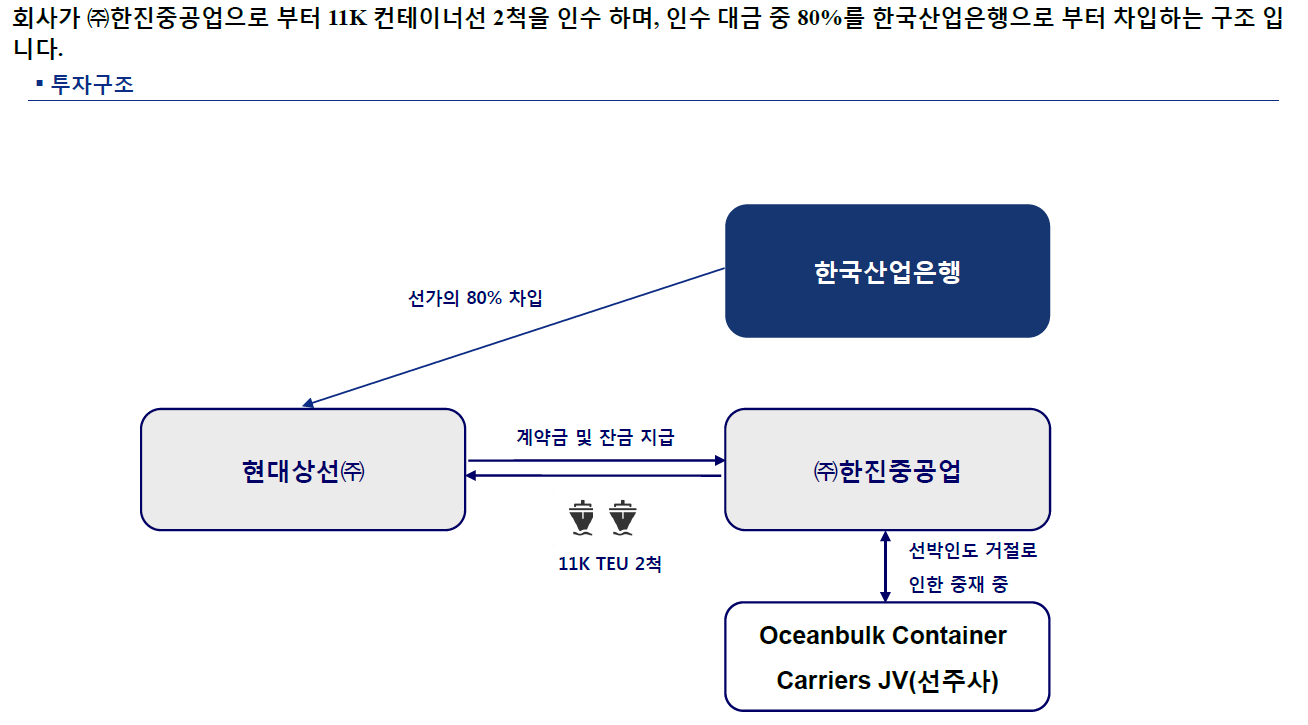 회사가 ㈜한진중공업으로 부터 11K 컨테이너선 2척을 인수 하며, 인수 대금 중 80%를 한국산업은행으로 부터 차입하는 구조 입
니다.
▪ 투자구조
한국산업은행
선가의 80% 차입
계약금 및 잔금 지급
현대상선㈜
㈜한진중공업
11K TEU 2척
선박인도 거절로
인한 중재 중
Oceanbulk Container
Carriers JV(선주사)